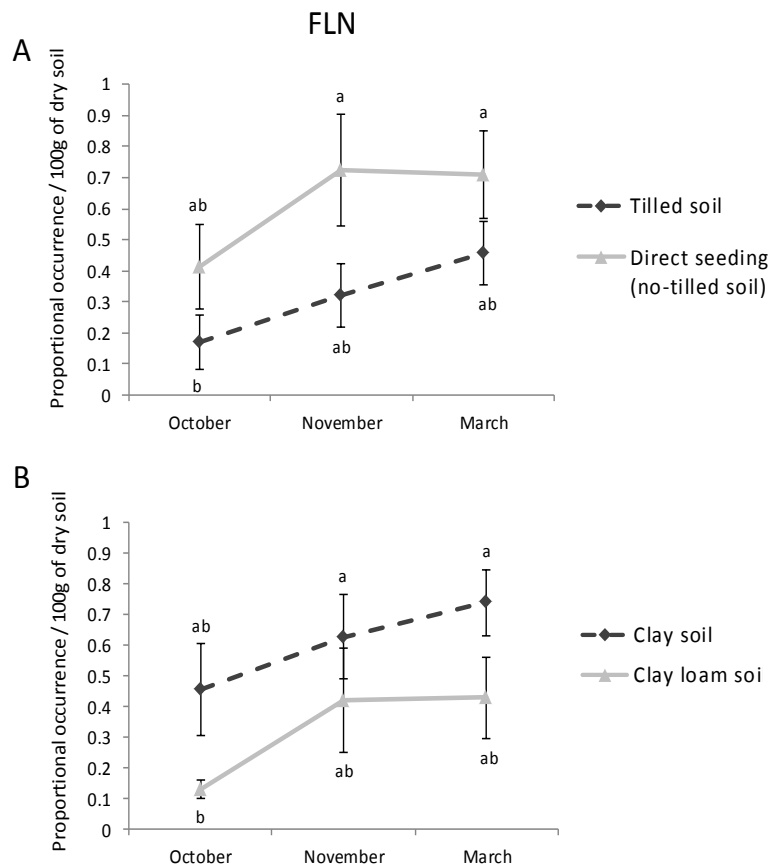 FLN
A
Proportional occurrence / 100g of dry soil
1
0.9
0.8
0.7
0.6
0.5
0.4
0.3
0.2
0.1
0
ab
a
a
b
ab
ab
October
November
March
Tilled soil
Direct seeding
(no-tilled soil)
B
Proportional occurrence / 100g of dry soil
1
0.9
0.8
0.7
0.6
0.5
0.4
0.3
0.2
0.1
0
ab
a
a
b
ab
ab
October
November
March
Clay soil
Clay loam soi